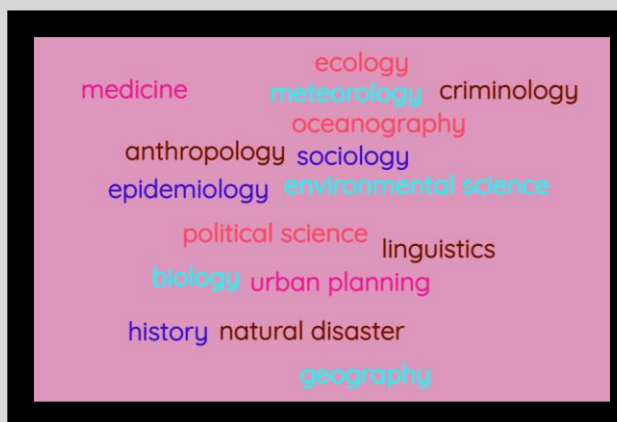 ecology
medicine meteorology criminology
oceanography
anthropology sociology
epidemiology environmental science
political science linguistics
biology urban planning
history natural disaster
geography